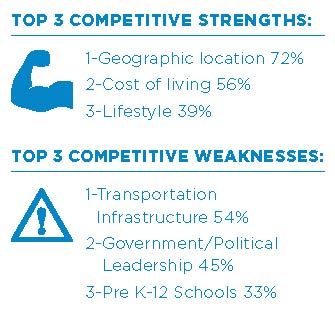 TOP 3 COMPETITIVE STRENGTHS:
1-Geographic location 72%
2-Cost of living 56%
3-Lifestyle 39%
TOP 3 COMPETITIVE WEAKNESSES:
1-Transportation
Infrastructure 54%
2-Government/Political
Leadership 45%
3-Pre K-12 Schools 33%